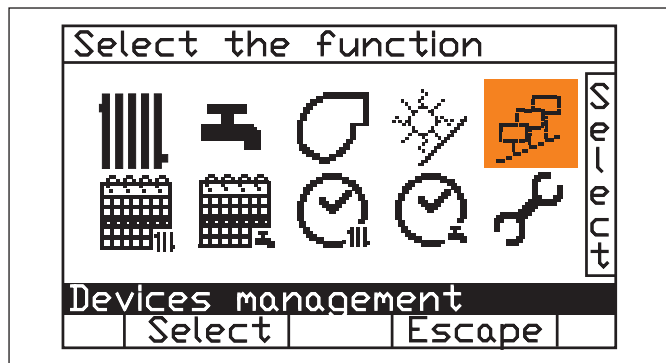 Select the function
Select
Devices management
Select Escape